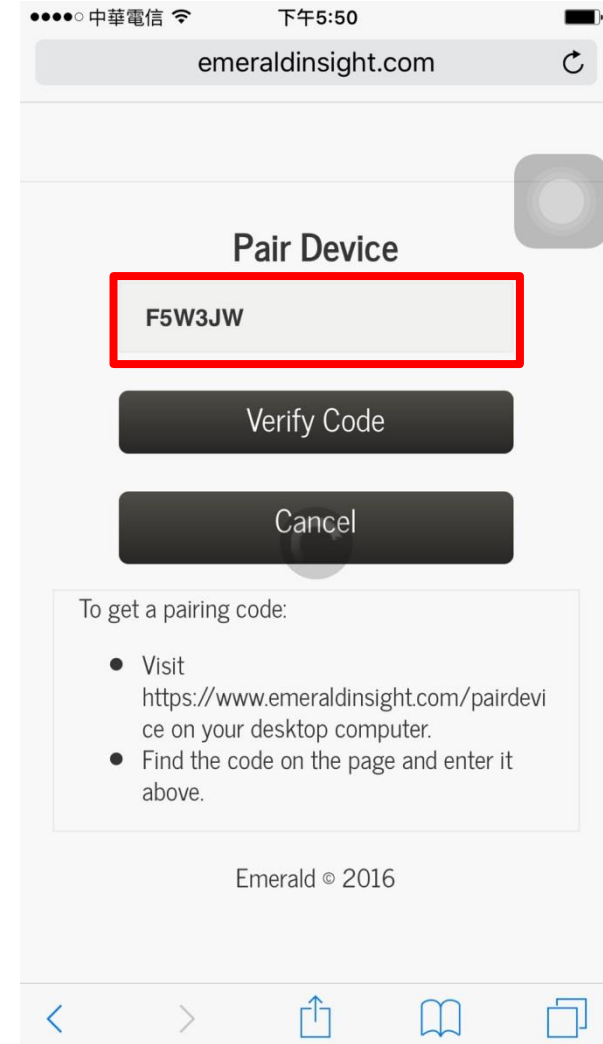 中華電信 下午5:50
emeraldinsight.com
Pair Device
F5W3JW
Verify Code
Cancel
To get a pairing code:
● Visit
https://www.emeraldinsight.com/pairdevi
ce on your desktop computer.
● Find the code on the page and enter it
above.
Emerald © 2016